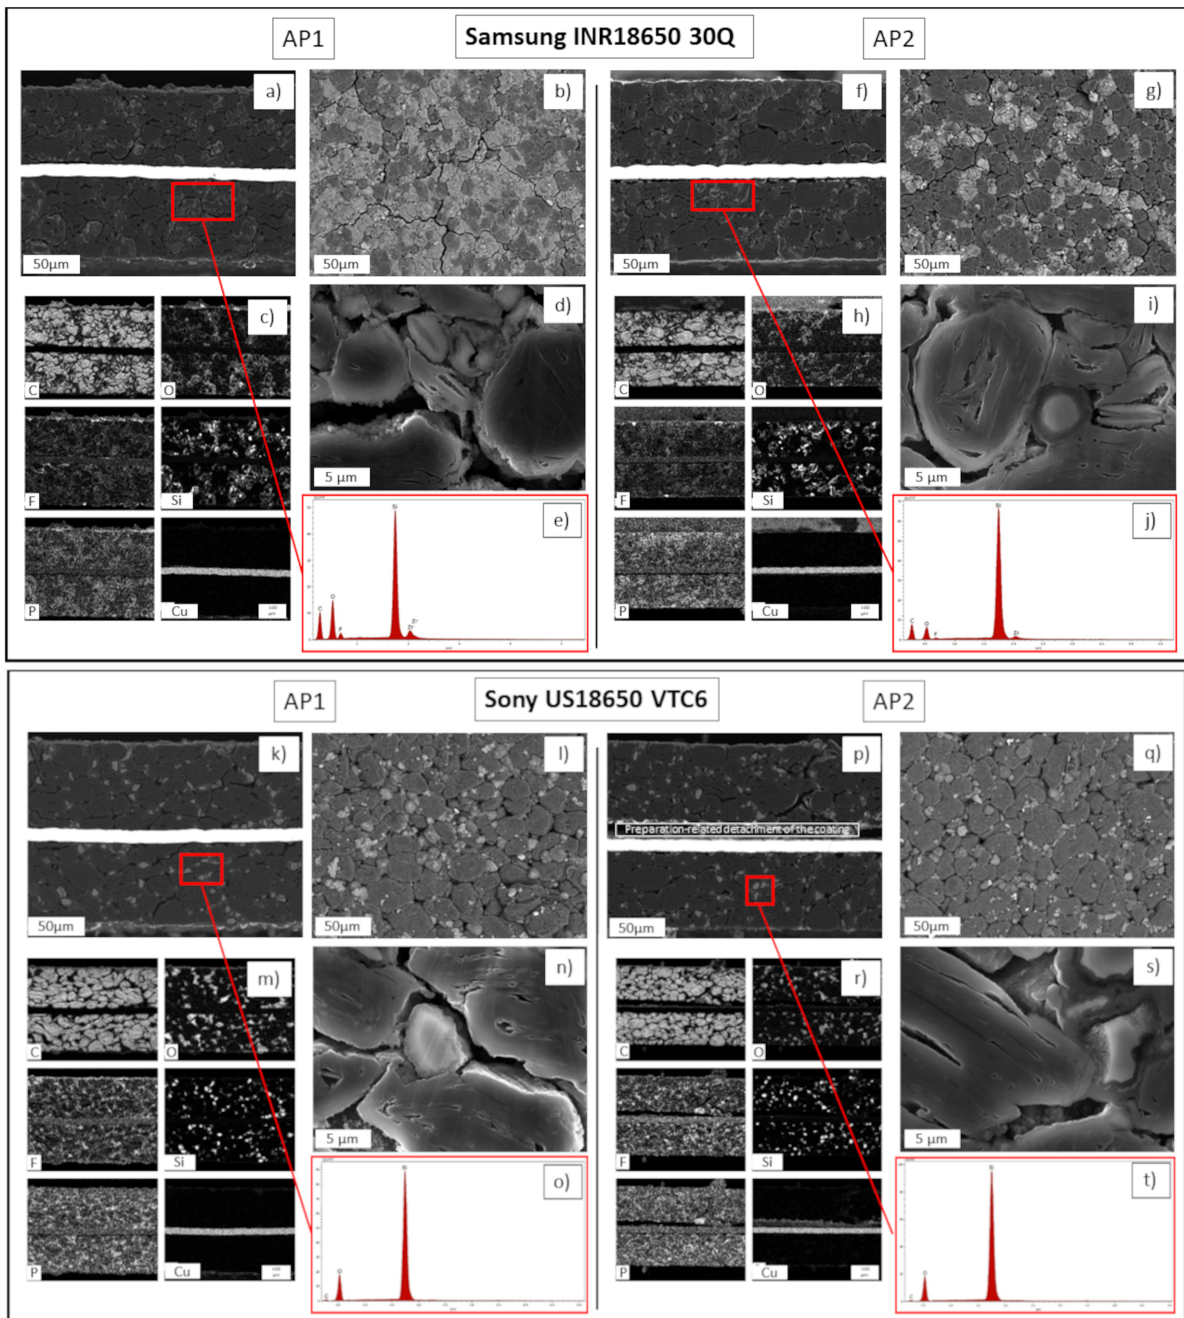 AP1
Samsung INR18650 30Q
AP2
a)
b)
f)
g)
50µm
50µm
50µm
50µm
c)
d)
h)
i)
C
O
C
O
F
Si
5 µm
F
Si
5 µm
e)
Si
C
O
F
j)
Si
C
O
F
P
Cu
P
Cu
AP1
Sony US18650 VTC6
AP2
k)
l)
p)
q)
Preparation-related detachment of the coating
50µm
50µm
50µm
50µm
m)
n)
r)
s)
C
O
C
O
F
Si
5 µm
F
Si
5 µm
o)
Si
O
t)
Si
O
P
Cu
P
Cu